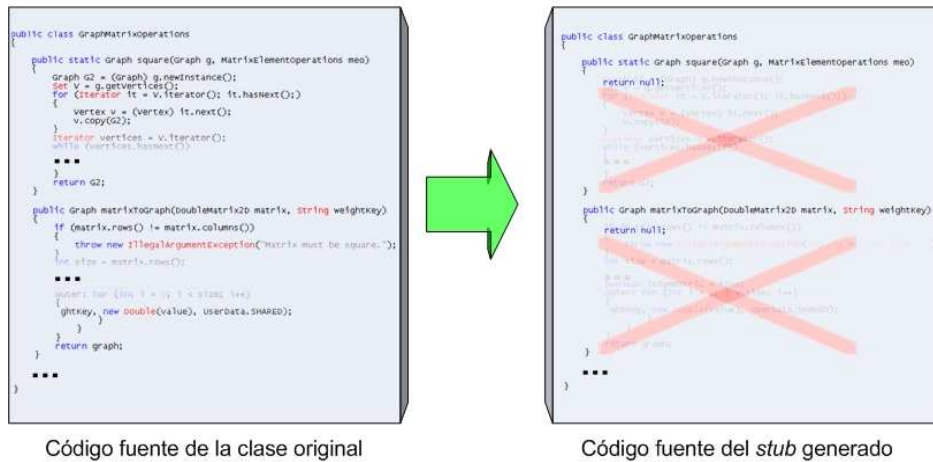 public class GraphMatrixOperations
{
public static Graph square(Graph g, MatrixElementOperations meo)
{
Graph G2 = (Graph) g.newInstance();
Set V = g.getVertices();
for (Iterator it = V.iterator(); it.hasNext();)
{
Vertex v = (Vertex) it.next();
v.copy(G2);
}
Iterator vertices = V.iterator();
while (vertices.hasNext())
...
}
return G2;
}
public Graph matrixToGraph(DoubleMatrix2D matrix, String weightKey)
{
if (matrix.rows() != matrix.columns())
{
throw new IllegalArgumentException("Matrix must be square.");
}
int size = matrix.rows();
...
outer: for (int i = 0; i < size; i++)
{
ghtKey, new Double(value), UserData.SHARED);
}
}
}
return graph;
}
...
}
Código fuente de la clase original
public class GraphMatrixOperations
{
public static Graph square(Graph g, MatrixElementOperations meo)
{
return null;
}
public Graph matrixToGraph(DoubleMatrix2D matrix, String weightKey)
{
return null;
}
...
}
Código fuente del stub generado